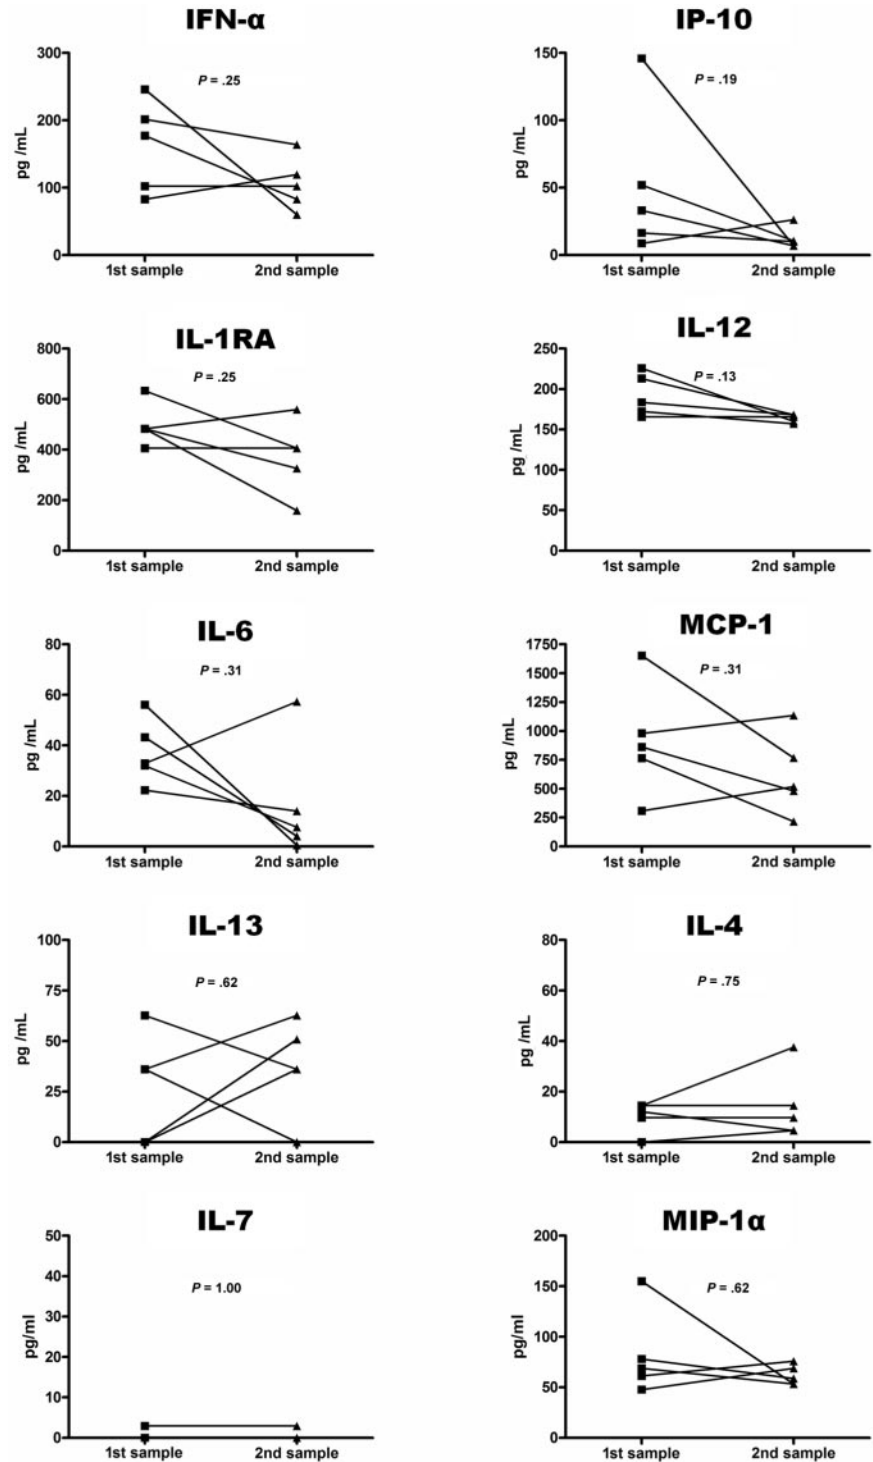 IFN-α
300
200
100
0
pg /mL
P = .25
1st sample 2nd sample
IP-10
150
100
50
0
pg /mL
P = .19
1st sample 2nd sample
IL-1RA
800
600
400
200
0
pg /mL
P = .25
1st sample 2nd sample
IL-12
250
200
150
100
50
0
pg /mL
P = .13
1st sample 2nd sample
IL-6
80
60
40
20
0
pg /mL
P = .31
1st sample 2nd sample
MCP-1
1750
1500
1250
1000
750
500
250
0
pg /mL
P = .31
1st sample 2nd sample
IL-13
100
75
50
25
0
pg /mL
P = .62
1st sample 2nd sample
IL-4
80
60
40
20
0
pg /mL
P = .75
1st sample 2nd sample
IL-7
50
40
30
20
10
0
pg/ml
P = 1.00
1st sample 2nd sample
MIP-1α
200
150
100
50
0
pg/ml
P = .62
1st sample 2nd sample